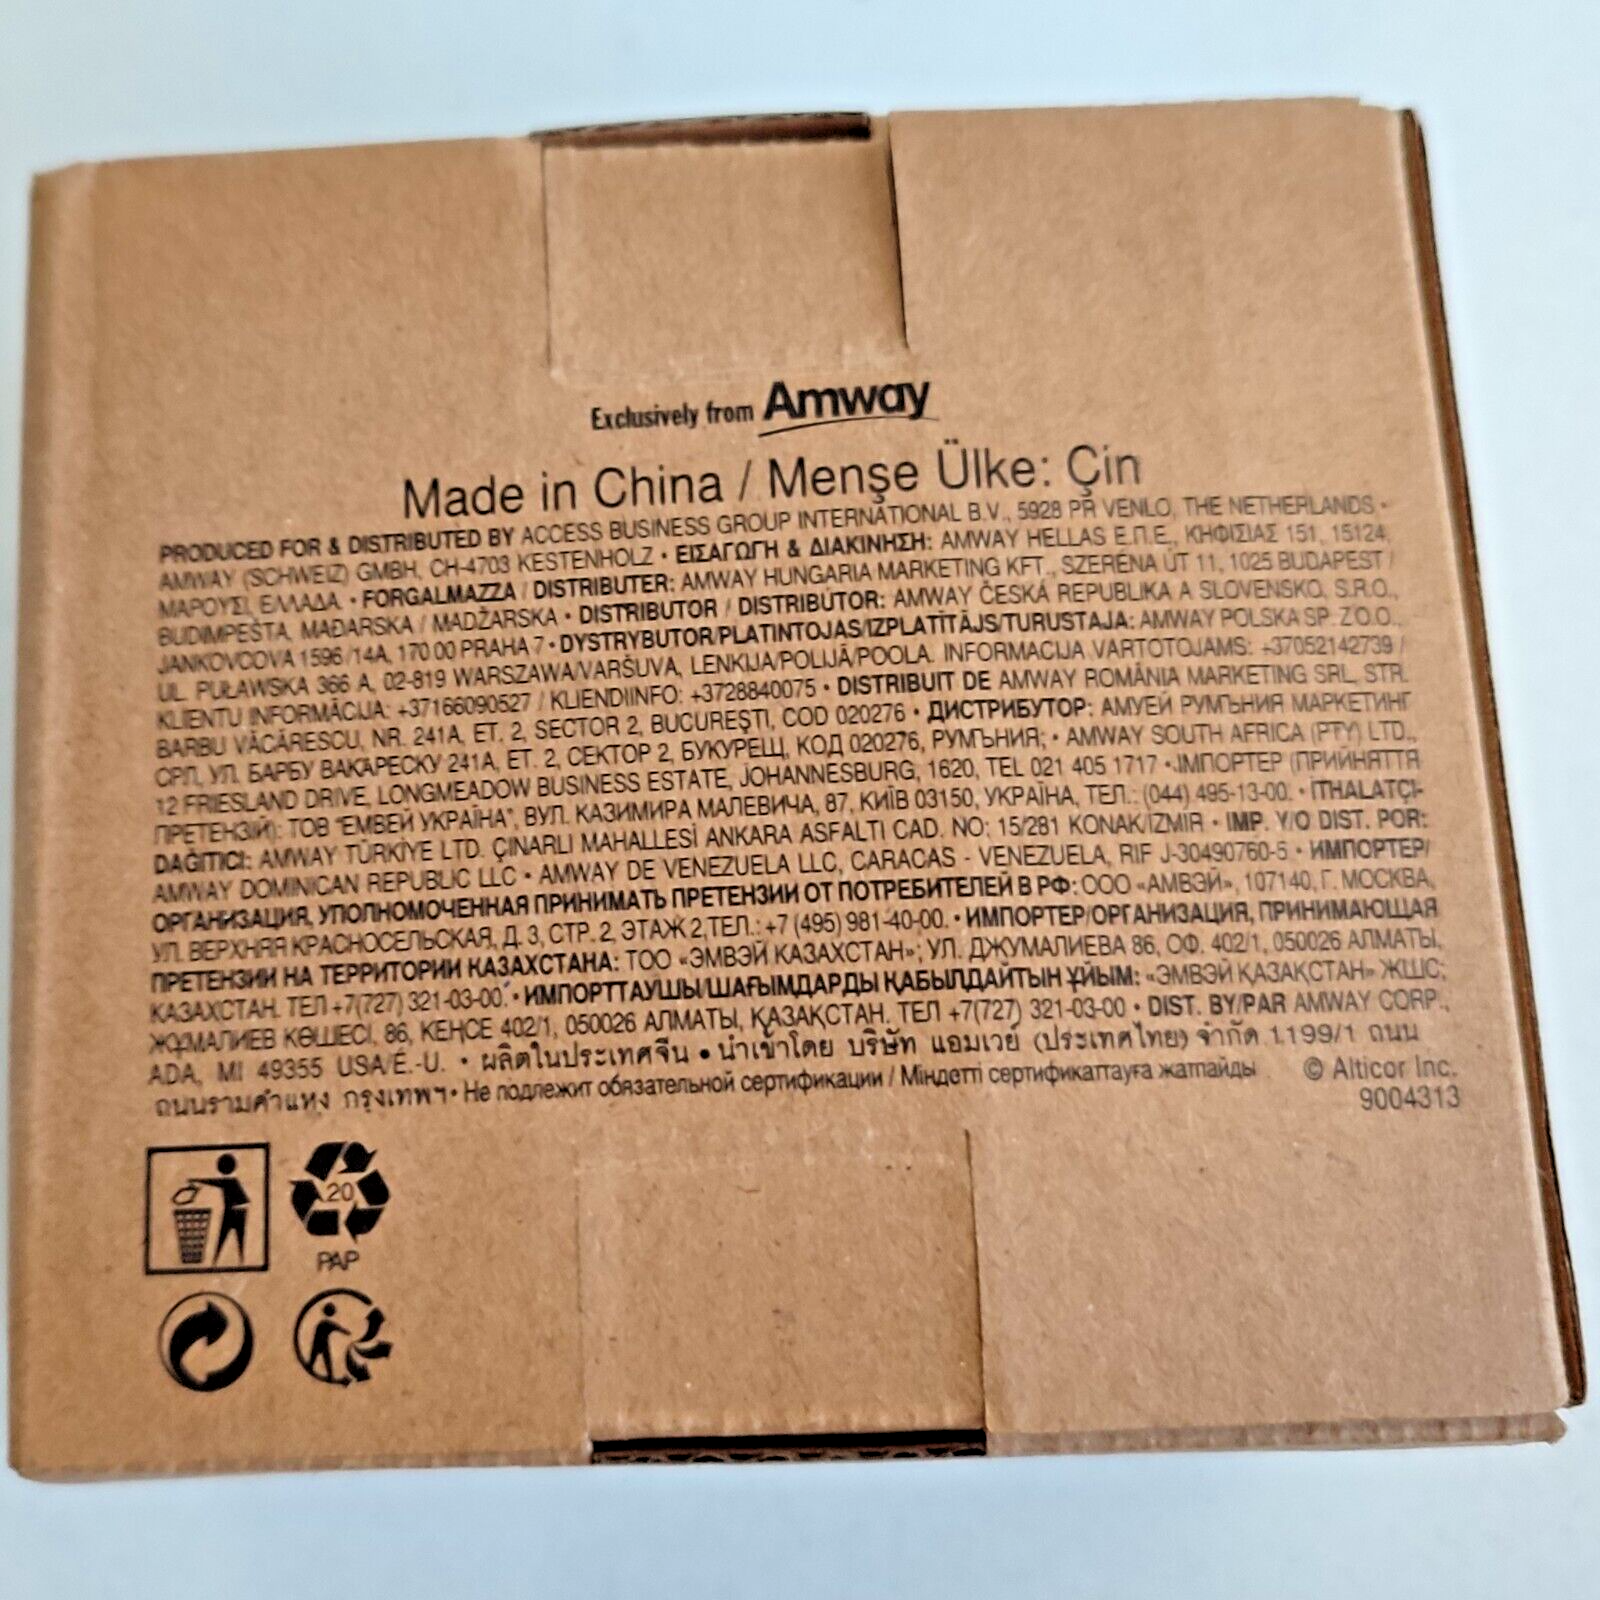 Exclusively from Amway
Made in China / Menşe Ülke: Çin
PRODUCED FOR & DISTRIBUTED BY ACCESS BUSINESS GROUP INTERNATIONAL B.V., 5928 PR VENLO, THE NETHERLANDS •
AMWAY (SCHWEIZ) GMBH, CH-4703 KESTENHOLZ • ΕΙΣΑΓΩΓΗ & ΔΙΑΚΙΝΗΣΗ: AMWAY HELLAS Ε.Π.Ε., ΚΗΦΙΣΙΑΣ 151, 15124,
ΜΑΡΟΥΣΙ, ΕΛΛΑΔΑ. • FORGALMAZZA / DISTRIBUTER: AMWAY HUNGARIA MARKETING KFT., SZERÉNA ÚT 11, 1025 BUDAPEST /
BUDIMPEŠTA, MAĐARSKA / MADŽARSKA • DISTRIBUTOR / DISTRIBÚTOR: AMWAY ČESKÁ REPUBLIKA A SLOVENSKO, S.R.O.,
JANKOVCOVA 1596 /14A, 170 00 PRAHA 7 • DYSTRYBUTOR/PLATINTOJAS/IZPLATĪTĀJS/TURUSTAJA: AMWAY POLSKA SP. Z O.O.,
UL. PUŁAWSKA 366 A, 02-819 WARSZAWA/VARŠUVA, LENKIJA/POLIJA/POOLA. INFORMACIJA VARTOTOJAMS: +37052142739 /
KLIENTU INFORMĀCIJA: +37166090527 / KLIENDIINFO: +3728840075 • DISTRIBUIT DE AMWAY ROMÂNIA MARKETING SRL, STR.
BARBU VĂCĂRESCU, NR. 241A, ET. 2, SECTOR 2, BUCUREŞTI, COD 020276 • ДИСТРИБУТОР: АМУЕЙ РУМЪНИЯ МАРКЕТИНГ
СРЛ, УЛ. БАРБУ ВАКАРЕСКУ 241А, ЕТ. 2, СЕКТОР 2, БУКУРЕЩ, КОД 020276, РУМЪНИЯ; • AMWAY SOUTH AFRICA (PTY) LTD.,
12 FRIESLAND DRIVE, LONGMEADOW BUSINESS ESTATE, JOHANNESBURG, 1620, TEL 021 405 1717 • ІМПОРТЕР (ПРИЙНЯТТЯ
ПРЕТЕНЗІЙ): ТОВ "ЕМВЕЙ УКРАЇНА", ВУЛ. КАЗИМИРА МАЛЕВИЧА, 87, КИЇВ 03150, УКРАЇНА, ТЕЛ.: (044) 495-13-00. • İTHALATÇI-
DAĞITICI: AMWAY TÜRKİYE LTD. ÇINARLI MAHALLESİ ANKARA ASFALTI CAD. NO: 15/281 KONAK/İZMIR • IMP. Y/O DIST. POR:
AMWAY DOMINICAN REPUBLIC LLC • AMWAY DE VENEZUELA LLC, CARACAS - VENEZUELA, RIF J-30490760-5 • ИМПОРТЕР/
ОРГАНИЗАЦИЯ, УПОЛНОМОЧЕННАЯ ПРИНИМАТЬ ПРЕТЕНЗИИ ОТ ПОТРЕБИТЕЛЕЙ В РФ: ООО «АМВЭЙ», 107140, Г. МОСКВА,
УЛ. ВЕРХНЯЯ КРАСНОСЕЛЬСКАЯ, Д. 3, СТР. 2, ЭТАЖ 2,ТЕЛ.: +7 (495) 981-40-00. • ИМПОРТЕР/ОРГАНИЗАЦИЯ, ПРИНИМАЮЩАЯ
ПРЕТЕНЗИИ НА ТЕРРИТОРИИ КАЗАХСТАНА: ТОО «ЭМВЭЙ КАЗАХСТАН»; УЛ. ДЖУМАЛИЕВА 86, ОФ. 402/1, 050026 АЛМАТЫ,
КАЗАХСТАН. ТЕЛ +7(727) 321-03-00. • ИМПОРТТАУШЫ/ШАҒЫМДАРДЫ ҚАБЫЛДАЙТЫН ҰЙЫМ: «ЭМВЭЙ ҚАЗАҚСТАН» ЖШС;
ЖҰМАЛИЕВ КӨШЕСІ, 86, КЕҢСЕ 402/1, 050026 АЛМАТЫ, ҚАЗАҚСТАН. ТЕЛ +7(727) 321-03-00 • DIST. BY/PAR AMWAY CORP.,
ADA, MI 49355 USA/É.-U. • ผลิตในประเทศจีน • นำเข้าโดย บริษัท แอมเวย์ (ประเทศไทย) จำกัด 1199/1 ถนน
ถนนรามคำแหง กรุงเทพฯ • Не подлежит обязательной сертификации / Міндетті сертификаттауға жатпайды © Alticor Inc.
9004313
20
PAP